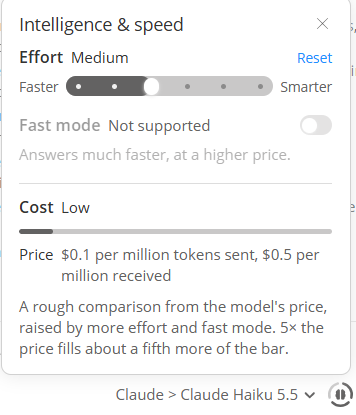 Intelligence & speed
Effort Medium Reset
Faster Smarter
Fast mode Not supported
Answers much faster, at a higher price.
Cost Low
Price $0.1 per million tokens sent, $0.5 per
million received
A rough comparison from the model's price,
raised by more effort and fast mode. 5× the
price fills about a fifth more of the bar.
Claude > Claude Haiku 5.5